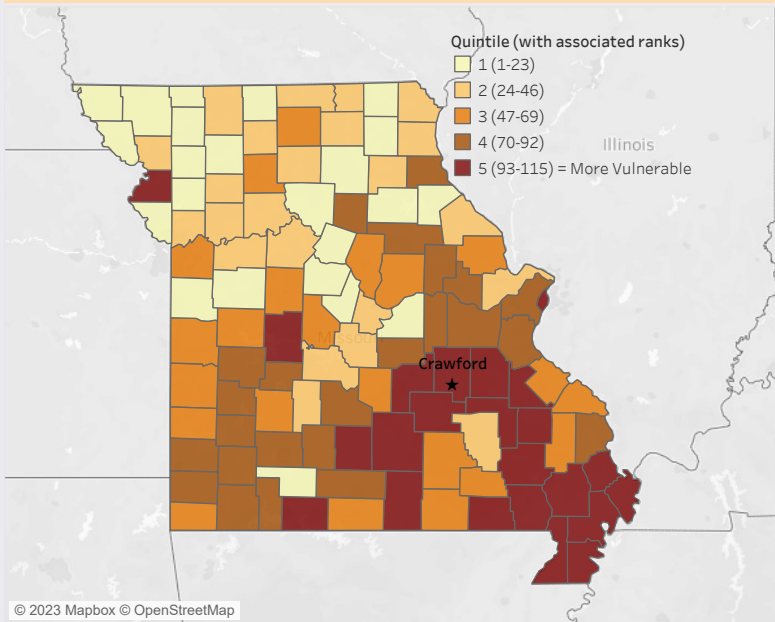 Quintile (with associated ranks)
1 (1-23)
2 (24-46)
3 (47-69)
4 (70-92)
5 (93-115) = More Vulnerable
Illinois
Missouri
Crawford
© 2023 Mapbox © OpenStreetMap